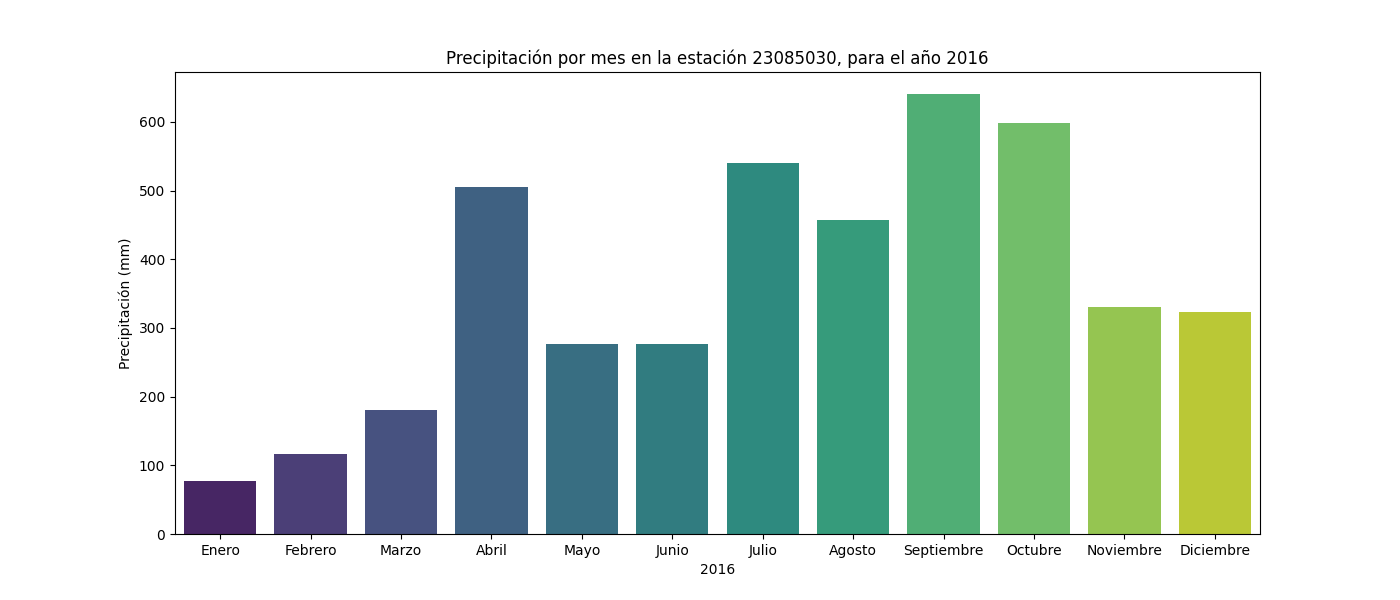 Precipitación por mes en la estación 23085030, para el año 2016
Precipitación (mm)
600
500
400
300
200
100
0
Enero Febrero Marzo Abril Mayo Junio Julio Agosto Septiembre Octubre Noviembre Diciembre
2016